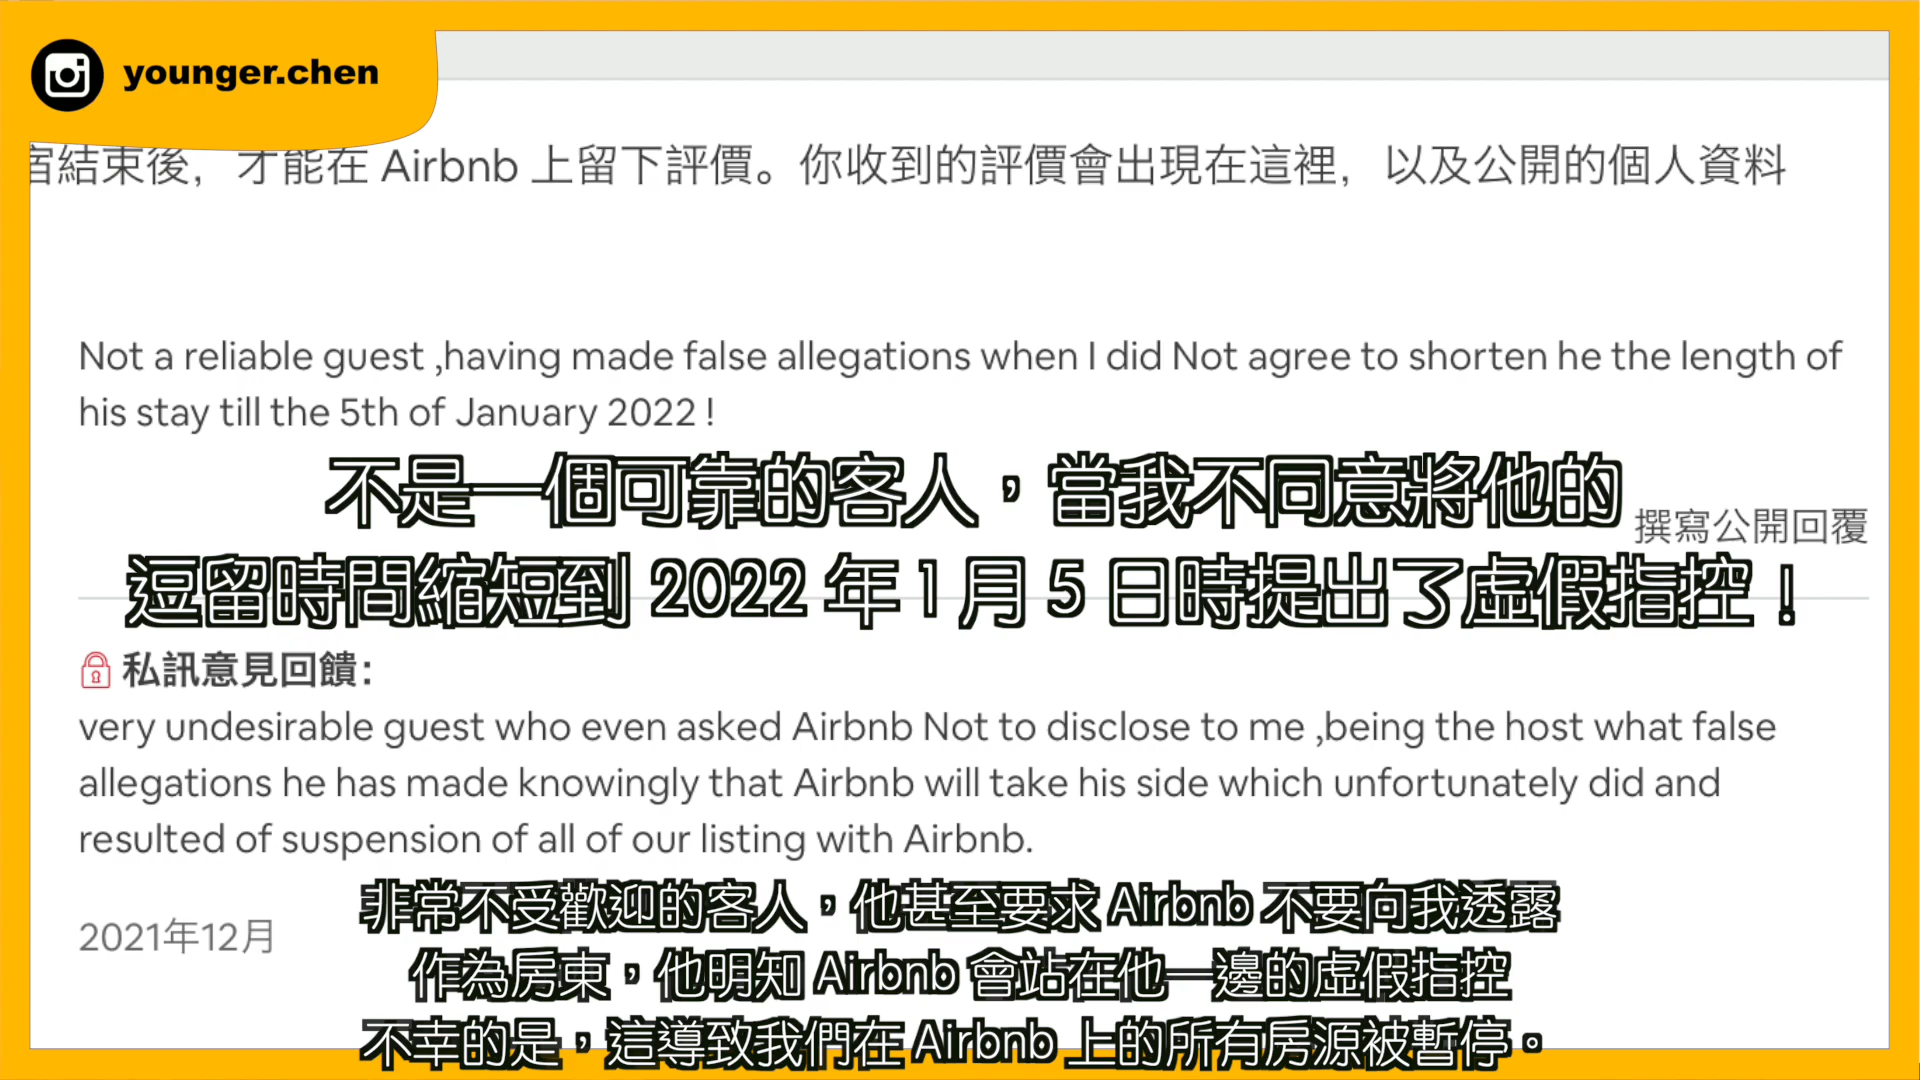 younger.chen
宿結束後，才能在 Airbnb 上留下評價。你收到的評價會出現在這裡，以及公開的個人資料
Not a reliable guest ,having made false allegations when I did Not agree to shorten he the length of
his stay till the 5th of January 2022 !
不是一個可靠的客人，當我不同意將他的
撰寫公開回覆
逗留時間縮短到 2022 年 1 月 5 日時提出了虛假指控！
私訊意見回饋：
very undesirable guest who even asked Airbnb Not to disclose to me ,being the host what false
allegations he has made knowingly that Airbnb will take his side which unfortunately did and
resulted of suspension of all of our listing with Airbnb.
非常不受歡迎的客人，他甚至要求 Airbnb 不要向我透露
2021年12月
作為房東，他明知 Airbnb 會站在他一邊的虛假指控
不幸的是，這導致我們在 Airbnb 上的所有房源被暫停。